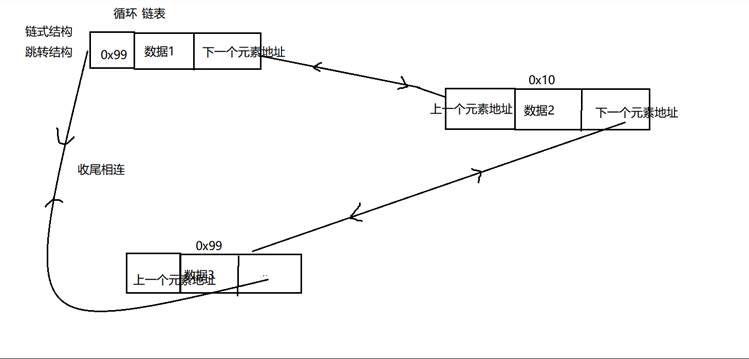 循环 链表
链式结构
跳转结构
0x99 数据1 下一个元素地址
0x10
上一个元素地址 数据2 下一个元素地址
收尾相连
0x99
上一个元素地址 数据3 ..